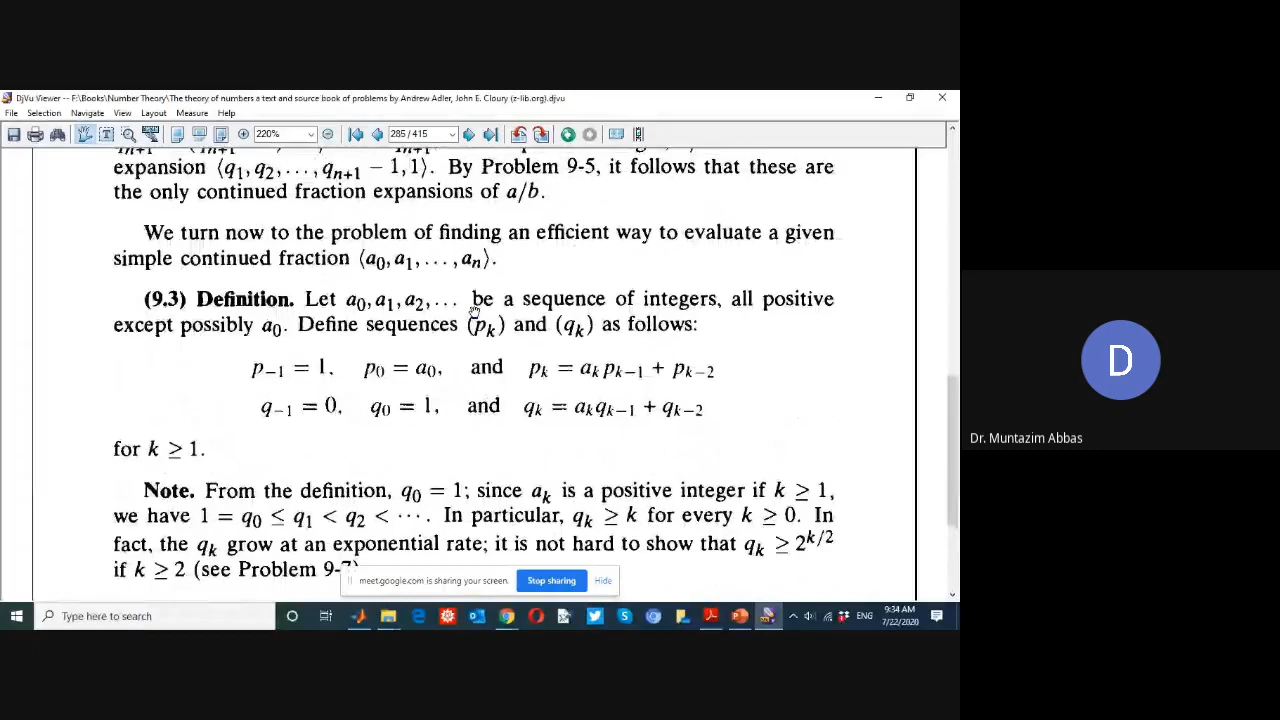 DjVu Viewer -- F:\Books\Number Theory\The theory of numbers a text and source book of problems by Andrew Adler, John E. Cloury (z-lib.org).djvu
File Selection Navigate View Layout Measure Help
220% 285 / 415
expansion ⟨q₁, q₂, . . . , qₙ₊₁ − 1, 1⟩. By Problem 9-5, it follows that these are
the only continued fraction expansions of a/b.
We turn now to the problem of finding an efficient way to evaluate a given
simple continued fraction ⟨a₀, a₁, . . . , aₙ⟩.
(9.3) Definition. Let a₀, a₁, a₂, . . . be a sequence of integers, all positive
except possibly a₀. Define sequences (pₖ) and (qₖ) as follows:
p₋₁ = 1, p₀ = a₀, and pₖ = aₖpₖ₋₁ + pₖ₋₂
q₋₁ = 0, q₀ = 1, and qₖ = aₖqₖ₋₁ + qₖ₋₂
for k ≥ 1.
Note. From the definition, q₀ = 1; since aₖ is a positive integer if k ≥ 1,
we have 1 = q₀ ≤ q₁ < q₂ < · · · . In particular, qₖ ≥ k for every k ≥ 0. In
fact, the qₖ grow at an exponential rate; it is not hard to show that qₖ ≥ 2^{k/2}
if k ≥ 2 (see Problem 9-7)
meet.google.com is sharing your screen. Stop sharing Hide
Type here to search
ENG
9:34 AM
7/22/2020
D
Dr. Muntazim Abbas